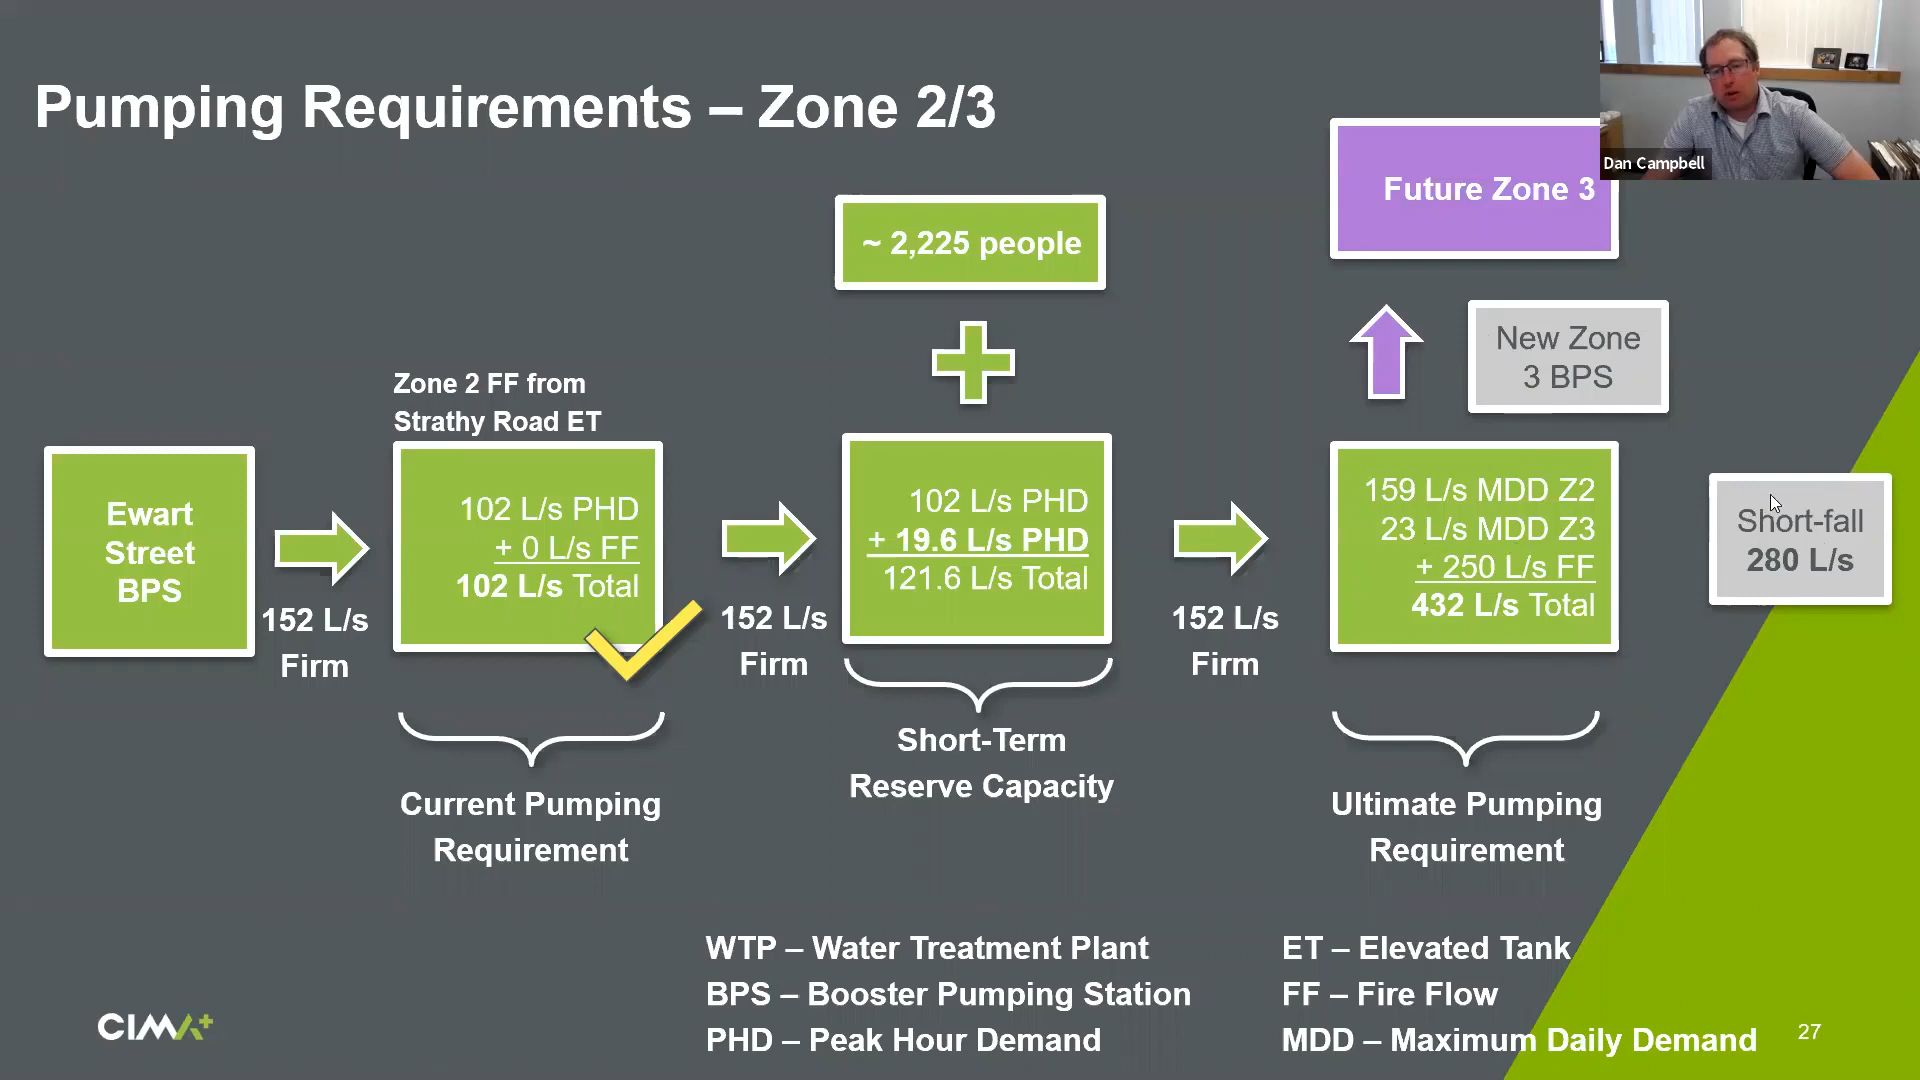 Pumping Requirements – Zone 2/3
Dan Campbell
Future Zone 3
~ 2,225 people
New Zone
3 BPS
Zone 2 FF from
Strathy Road ET
Ewart
Street
BPS
152 L/s
Firm
102 L/s PHD
+ 0 L/s FF
102 L/s Total
152 L/s
Firm
102 L/s PHD
+ 19.6 L/s PHD
121.6 L/s Total
152 L/s
Firm
159 L/s MDD Z2
23 L/s MDD Z3
+ 250 L/s FF
432 L/s Total
Short-fall
280 L/s
Current Pumping
Requirement
Short-Term
Reserve Capacity
Ultimate Pumping
Requirement
WTP – Water Treatment Plant
BPS – Booster Pumping Station
PHD – Peak Hour Demand
ET – Elevated Tank
FF – Fire Flow
MDD – Maximum Daily Demand
CIMA+
27